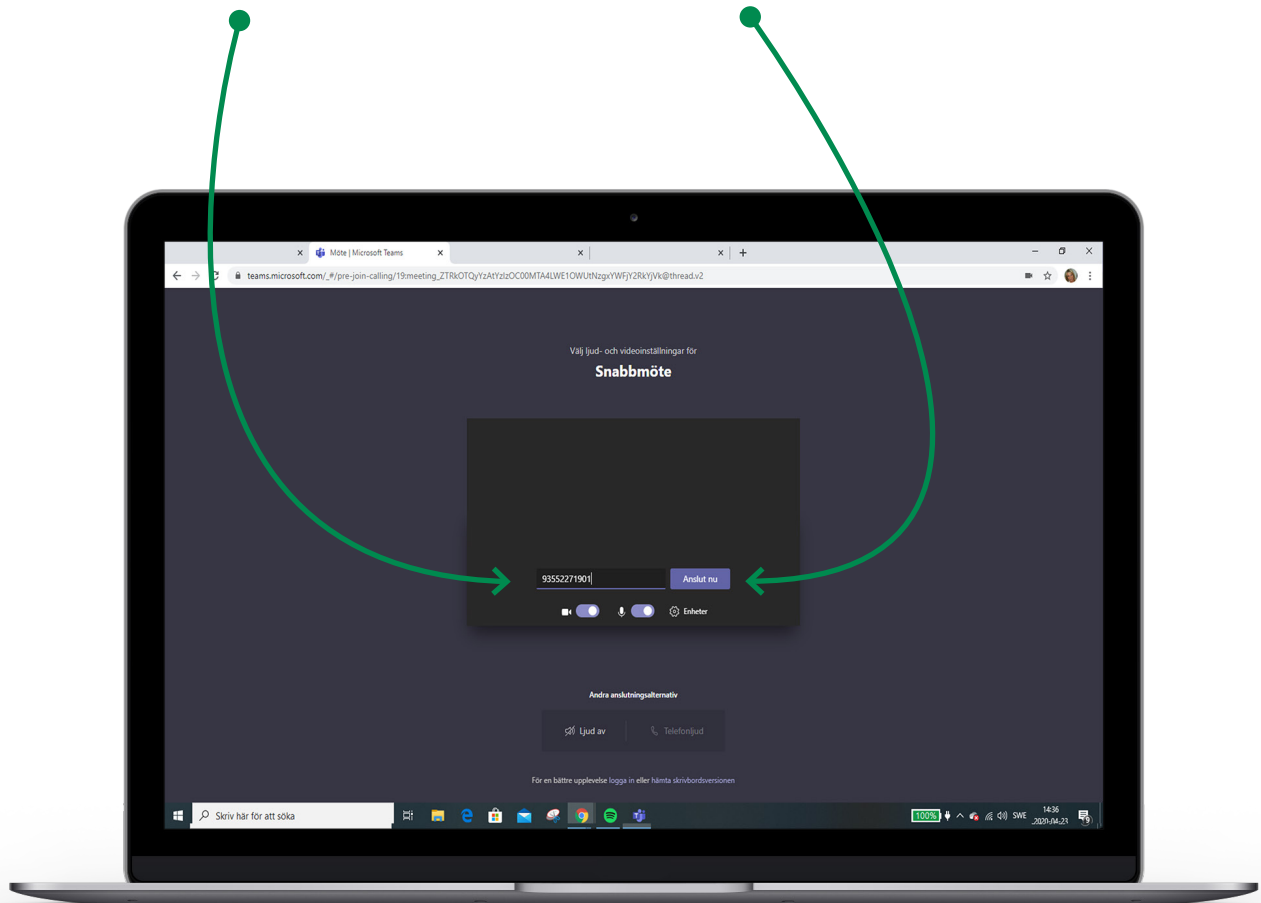 Möte | Microsoft Teams
teams.microsoft.com/_#/pre-join-calling/19:meeting_ZTRkOTQyYzAtYzIzOC00MTA4LWE1OWUtNzgxYWFjY2RkYjVk@thread.v2
Välj ljud- och videoinställningar för
Snabbmöte
93552271901 Anslut nu
Enheter
Andra anslutningsalternativ
Ljud av Telefonljud
För en bättre upplevelse logga in eller hämta skrivbordsversionen
Skriv här för att söka 100% SWE 14:36
2020-04-23